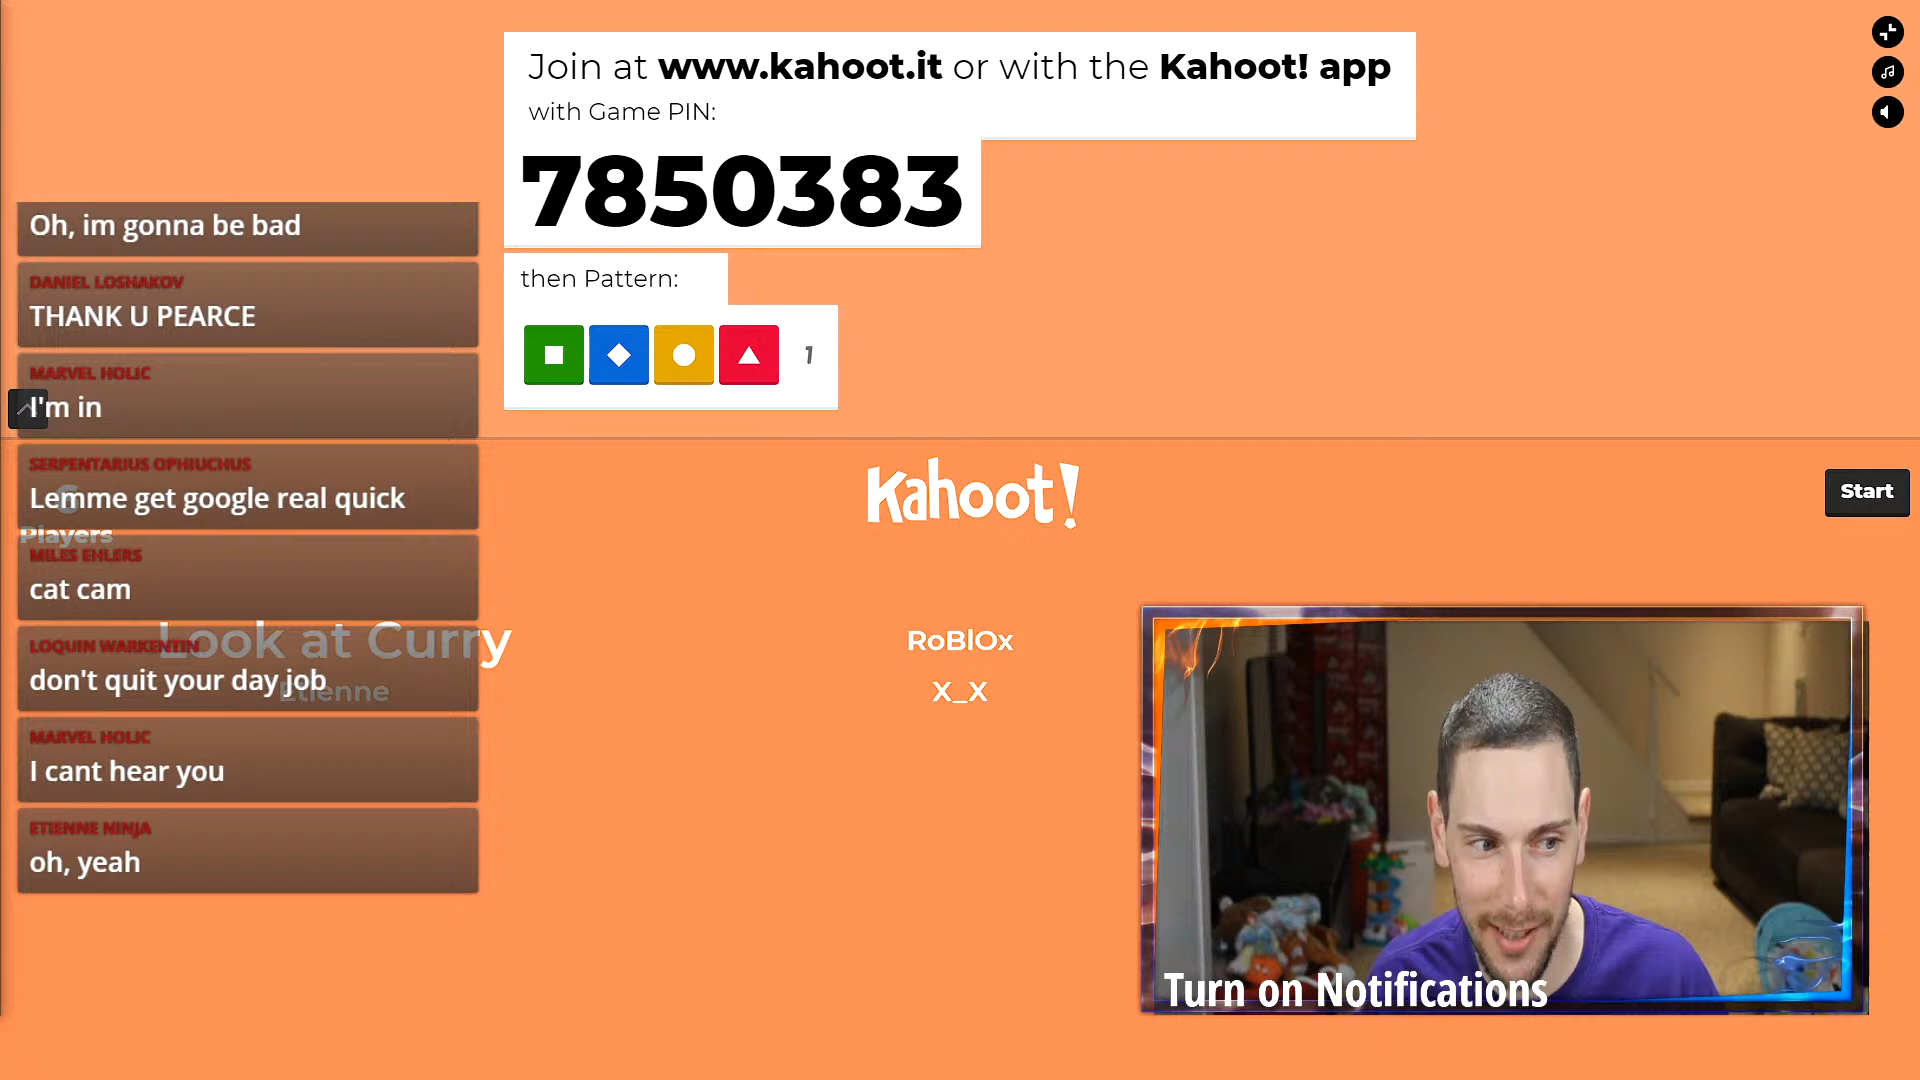 Join at www.kahoot.it or with the Kahoot! app
with Game PIN:
7850383
then Pattern:
1
Oh, im gonna be bad
DANIEL LOSHAKOV
THANK U PEARCE
MARVEL HOLIC
I'm in
SERPENTARIUS OPHIUCHUS
Lemme get google real quick
Players
MILES EHLERS
cat cam
LOQUIN WARKENTIN
don't quit your day job
MARVEL HOLIC
I cant hear you
ETIENNE NINJA
oh, yeah
Kahoot!
Start
Look at Curry
Etienne
RoBlOx
X_X
Turn on Notifications